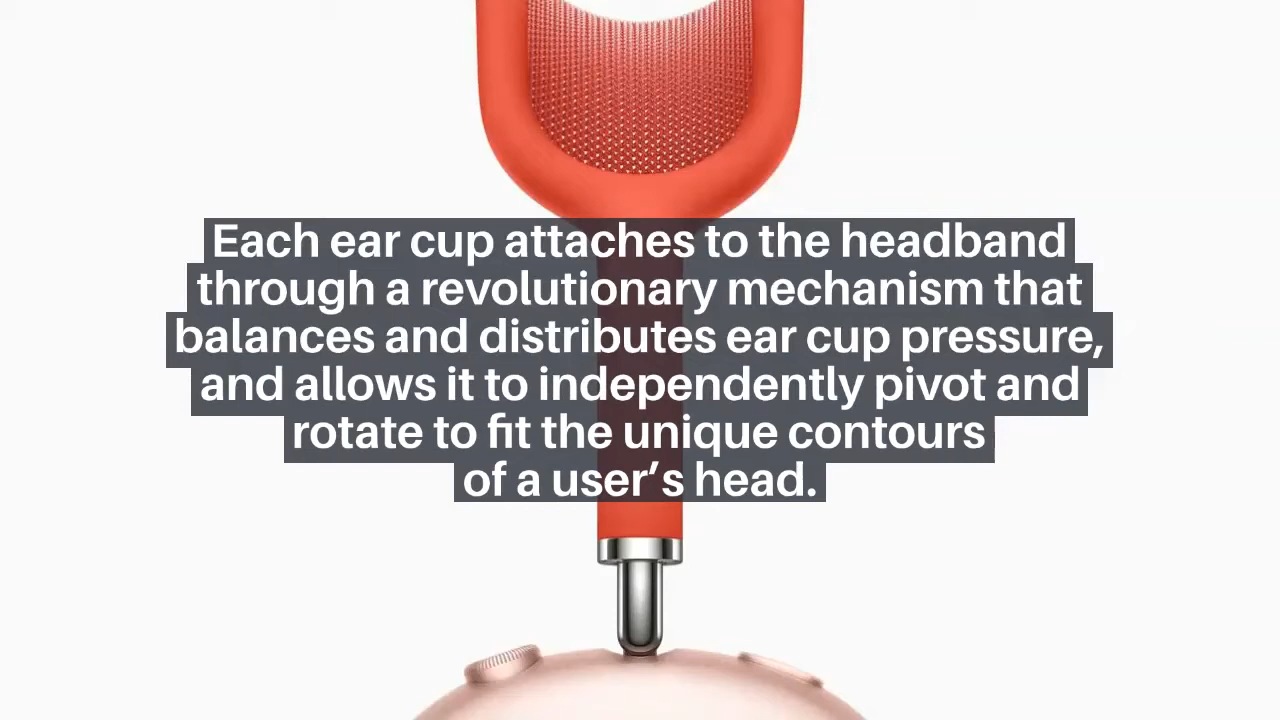 Each ear cup attaches to the headband
through a revolutionary mechanism that
balances and distributes ear cup pressure,
and allows it to independently pivot and
rotate to fit the unique contours
of a user’s head.